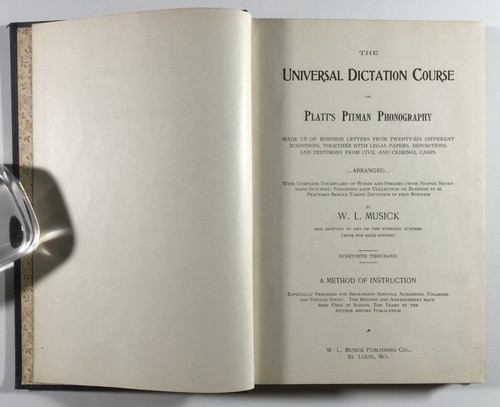 THE
UNIVERSAL DICTATION COURSE
OF
PLATT'S PITMAN PHONOGRAPHY
MADE UP OF BUSINESS LETTERS FROM TWENTY-SIX DIFFERENT
BUSINESSES, TOGETHER WITH LEGAL PAPERS, DEPOSITIONS,
AND TESTIMONY FROM CIVIL AND CRIMINAL CASES.
...ARRANGED...
WITH COMPLETE VOCABULARY OF WORDS AND PHRASES (WITH PROPER SHORT-
HAND OUTLINES) PRECEDING EACH COLLECTION OR BUSINESS TO BE
PRACTICED BEFORE TAKING DICTATION IN THAT BUSINESS
BY
W. L. MUSICK
AND ADAPTED TO ANY OF THE PITMANIC SYSTEMS
(BOOK FOR EACH SYSTEM)
NINETIETH THOUSAND.
A METHOD OF INSTRUCTION
ESPECIALLY PREPARED FOR SHORTHAND SCHOOLS, ACADEMIES, COLLEGES
AND PRIVATE STUDY. THE METHOD AND ARRANGEMENT HAVE
BEEN USED IN SCHOOL TEN YEARS BY THE
AUTHOR BEFORE PUBLICATION
W. L. MUSICK PUBLISHING CO.,
ST. LOUIS, MO.